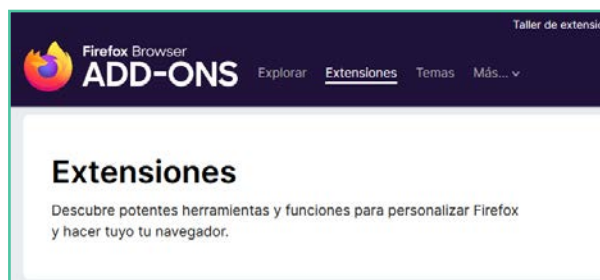 Taller de extensio
Firefox Browser
ADD-ONS
Explorar Extensiones Temas Más...
Extensiones
Descubre potentes herramientas y funciones para personalizar Firefox
y hacer tuyo tu navegador.